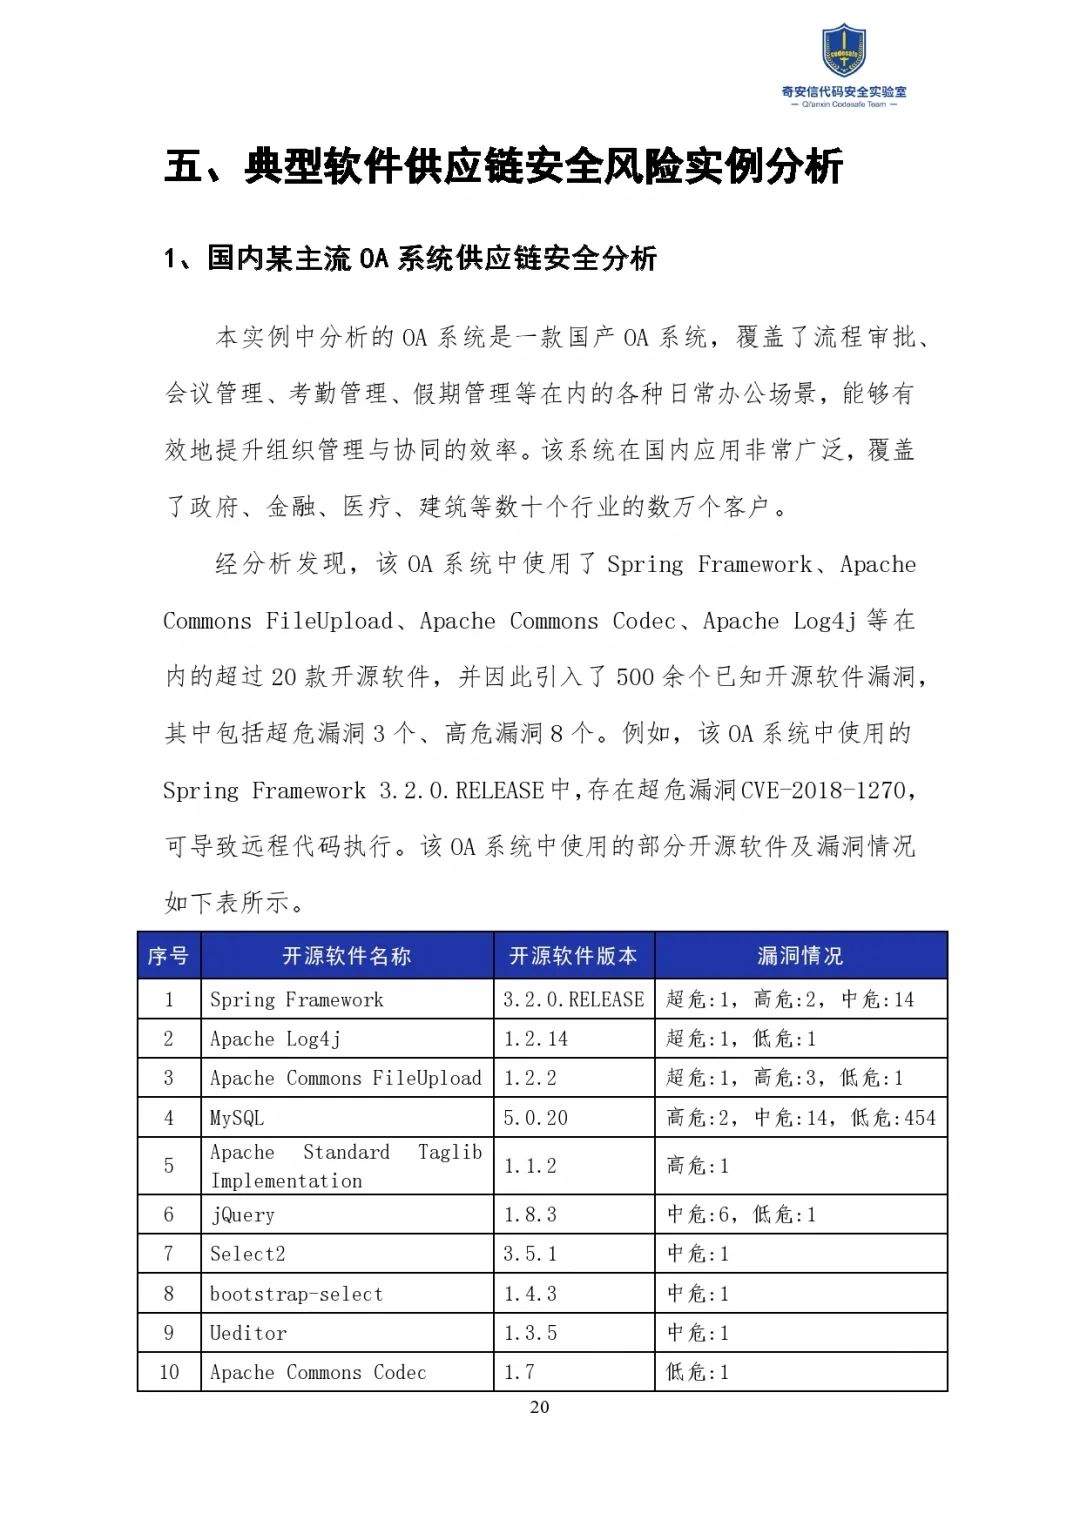 codesafe
奇安信代码安全实验室
— Qi'anxin Codesafe Team —
五、典型软件供应链安全风险实例分析
1、国内某主流 OA 系统供应链安全分析
本实例中分析的 OA 系统是一款国产 OA 系统，覆盖了流程审批、
会议管理、考勤管理、假期管理等在内的各种日常办公场景，能够有
效地提升组织管理与协同的效率。该系统在国内应用非常广泛，覆盖
了政府、金融、医疗、建筑等数十个行业的数万个客户。
经分析发现，该 OA 系统中使用了 Spring Framework、Apache
Commons FileUpload、Apache Commons Codec、Apache Log4j 等在
内的超过 20 款开源软件，并因此引入了 500 余个已知开源软件漏洞，
其中包括超危漏洞 3 个、高危漏洞 8 个。例如，该 OA 系统中使用的
Spring Framework 3.2.0.RELEASE 中，存在超危漏洞 CVE-2018-1270，
可导致远程代码执行。该 OA 系统中使用的部分开源软件及漏洞情况
如下表所示。
序号 开源软件名称 开源软件版本 漏洞情况
1 Spring Framework 3.2.0.RELEASE 超危:1，高危:2，中危:14
2 Apache Log4j 1.2.14 超危:1，低危:1
3 Apache Commons FileUpload 1.2.2 超危:1，高危:3，低危:1
4 MySQL 5.0.20 高危:2，中危:14，低危:454
5 Apache Standard Taglib Implementation 1.1.2 高危:1
6 jQuery 1.8.3 中危:6，低危:1
7 Select2 3.5.1 中危:1
8 bootstrap-select 1.4.3 中危:1
9 Ueditor 1.3.5 中危:1
10 Apache Commons Codec 1.7 低危:1
20